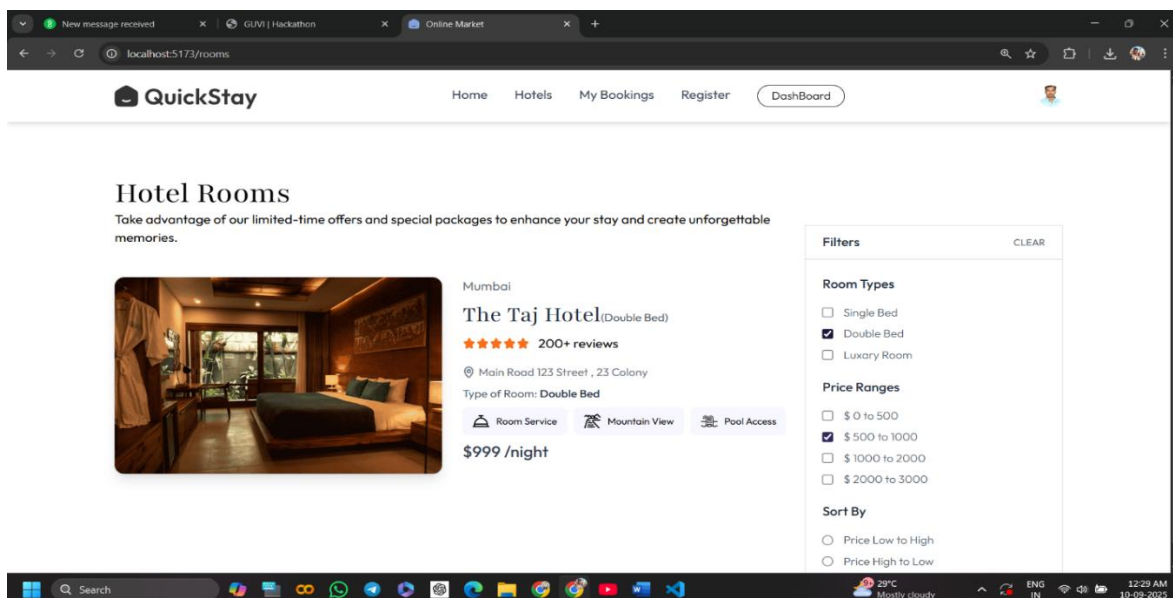 New message received
GUVI | Hackathon
Online Market
localhost:5173/rooms
QuickStay
Home
Hotels
My Bookings
Register
DashBoard
Hotel Rooms
Take advantage of our limited-time offers and special packages to enhance your stay and create unforgettable
memories.
Mumbai
The Taj Hotel(Double Bed)
200+ reviews
Main Road 123 Street , 23 Colony
Type of Room: Double Bed
Room Service
Mountain View
Pool Access
$999 /night
Filters
CLEAR
Room Types
Single Bed
Double Bed
Luxary Room
Price Ranges
$ 0 to 500
$ 500 to 1000
$ 1000 to 2000
$ 2000 to 3000
Sort By
Price Low to High
Price High to Low
Search
29°C
Mostly cloudy
ENG
IN
12:29 AM
10-09-2025